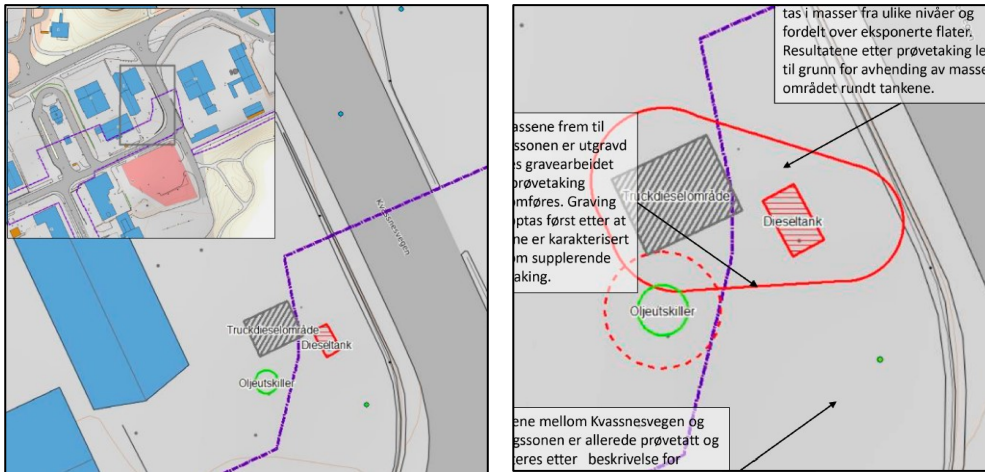 Kvassnesvegen
Truckdieselområde
Dieseltank
Oljeutskiller
tas i masser fra ulike nivåer og
fordelt over eksponerte flater.
Resultatene etter prøvetaking le
til grunn for avhending av masse
området rundt tankene.
assene frem til
ssonen er utgravd
es gravearbeidet
prøvetaking
omføres. Graving
optas først etter at
ne er karakterisert
om supplerende
aking.
Truckdieselområde
Dieseltank
Oljeutskiller
ene mellom Kvassnesvegen og
gssonen er allerede prøvetatt og
teres etter beskrivelse for